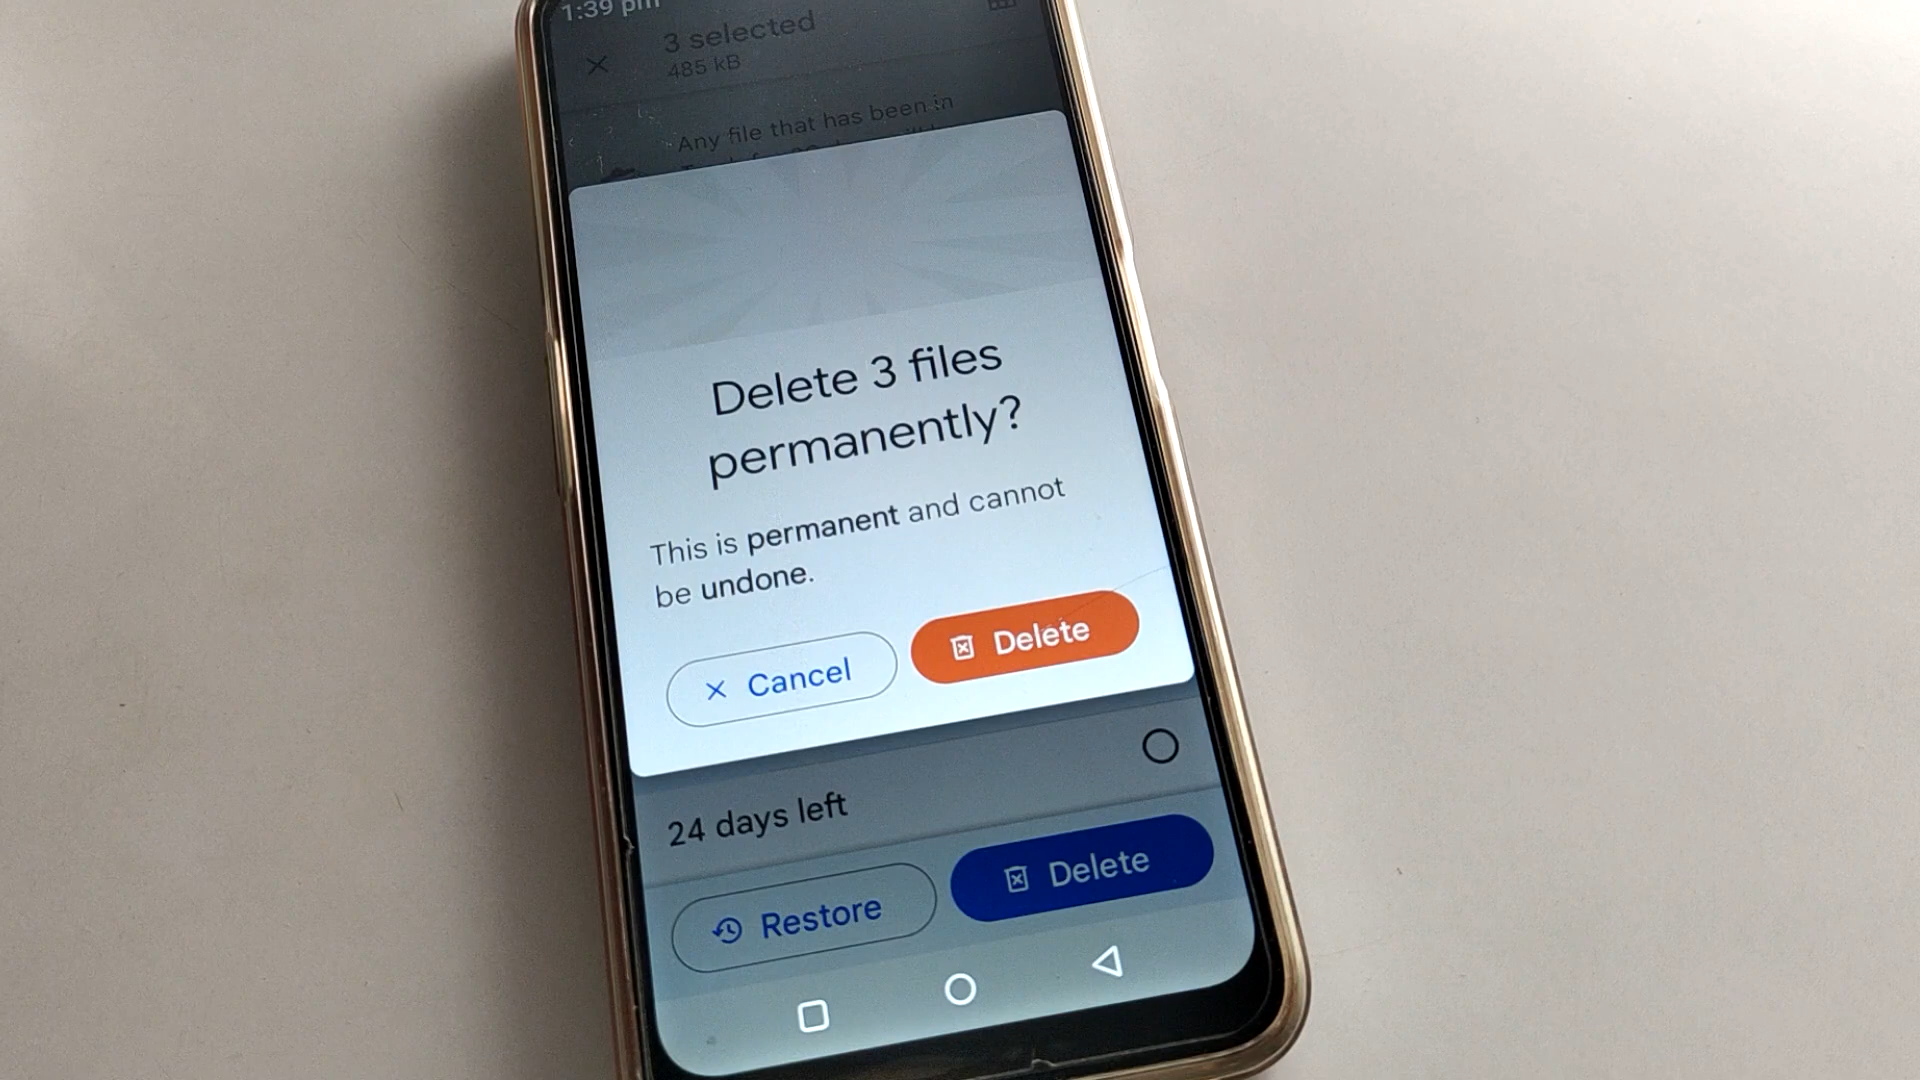 1:39 pm
3 selected
485 kB
Any file that has been in
Delete 3 files
permanently?
This is permanent and cannot
be undone.
Cancel
Delete
24 days left
Restore
Delete